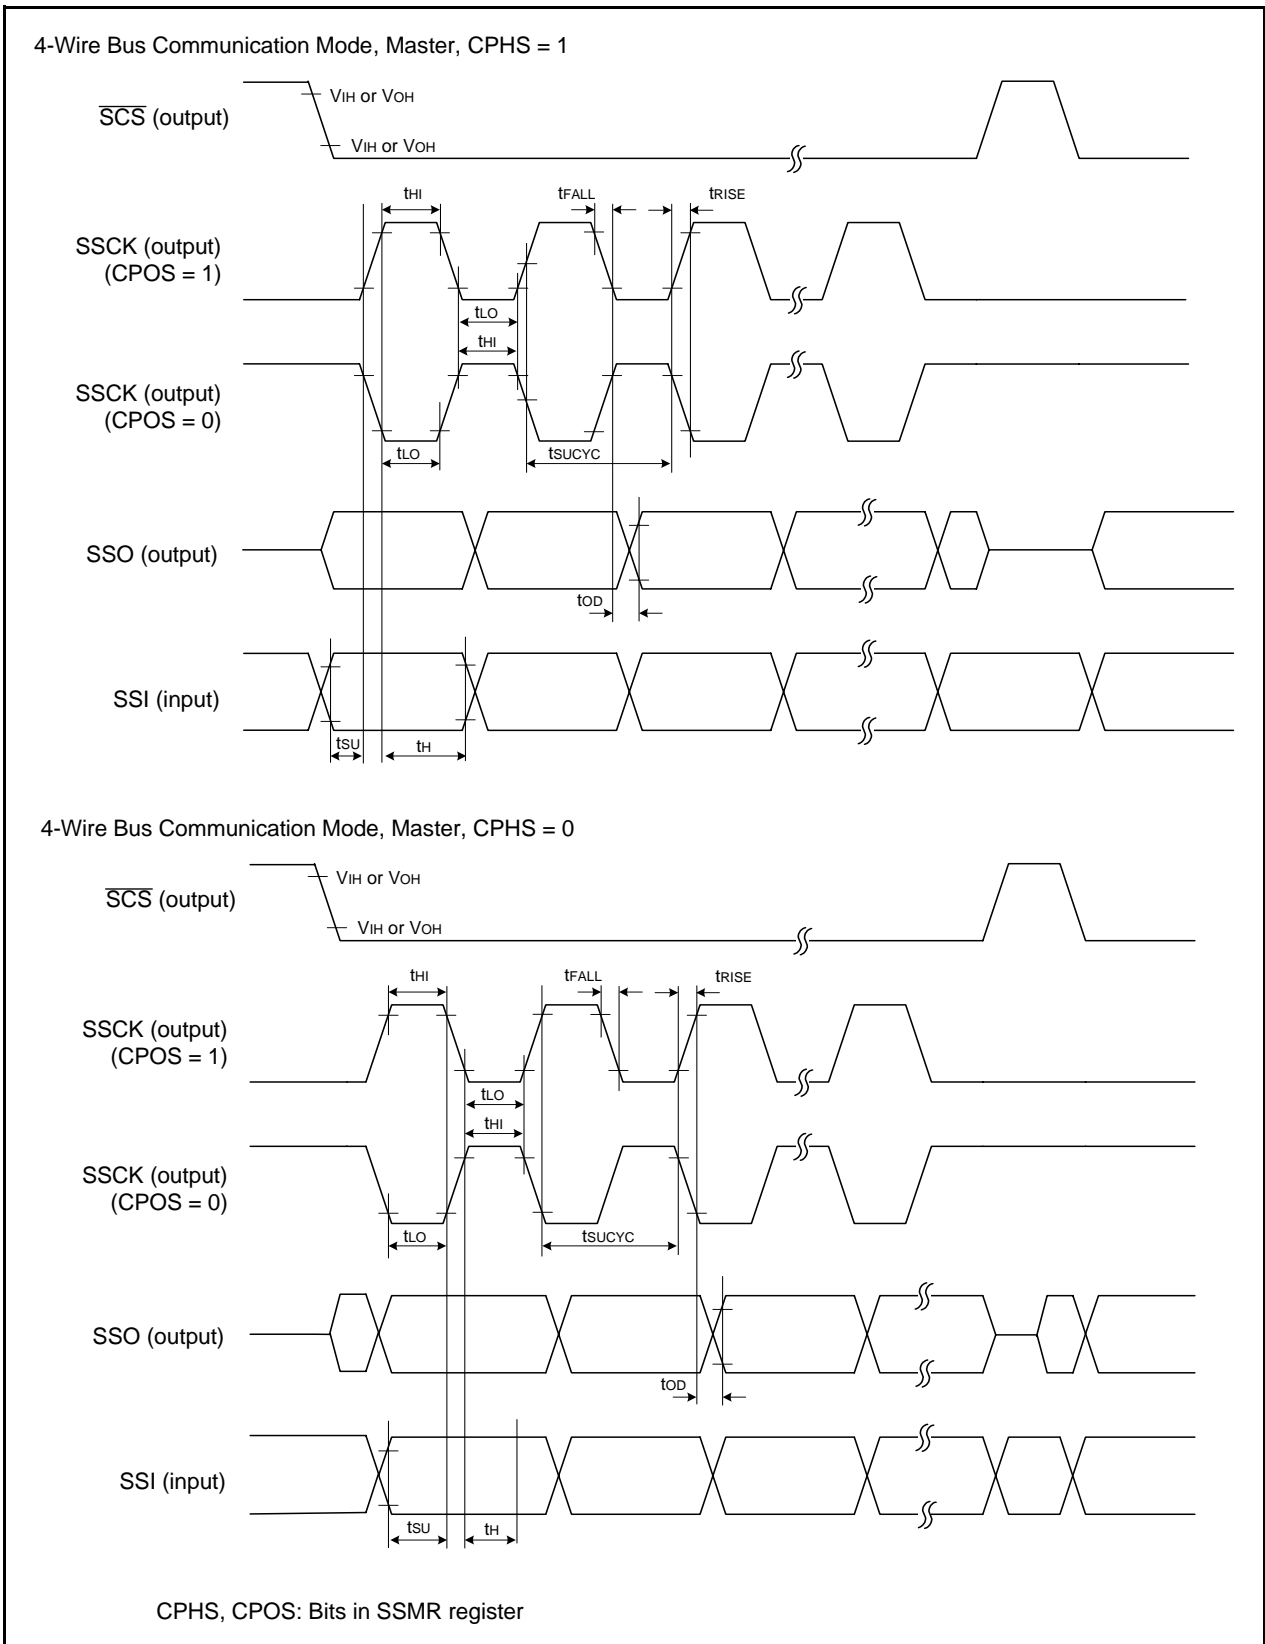 4-Wire Bus Communication Mode, Master, CPHS = 1
VIH or VOH
SCS (output)
VIH or VOH
tHI
tFALL
tRISE
SSCK (output)
(CPOS = 1)
tLO
tHI
SSCK (output)
(CPOS = 0)
tLO
tSUCYC
SSO (output)
tOD
SSI (input)
tSU
tH
4-Wire Bus Communication Mode, Master, CPHS = 0
VIH or VOH
SCS (output)
VIH or VOH
tHI
tFALL
tRISE
SSCK (output)
(CPOS = 1)
tLO
tHI
SSCK (output)
(CPOS = 0)
tLO
tSUCYC
SSO (output)
tOD
SSI (input)
tSU
tH
CPHS, CPOS: Bits in SSMR register